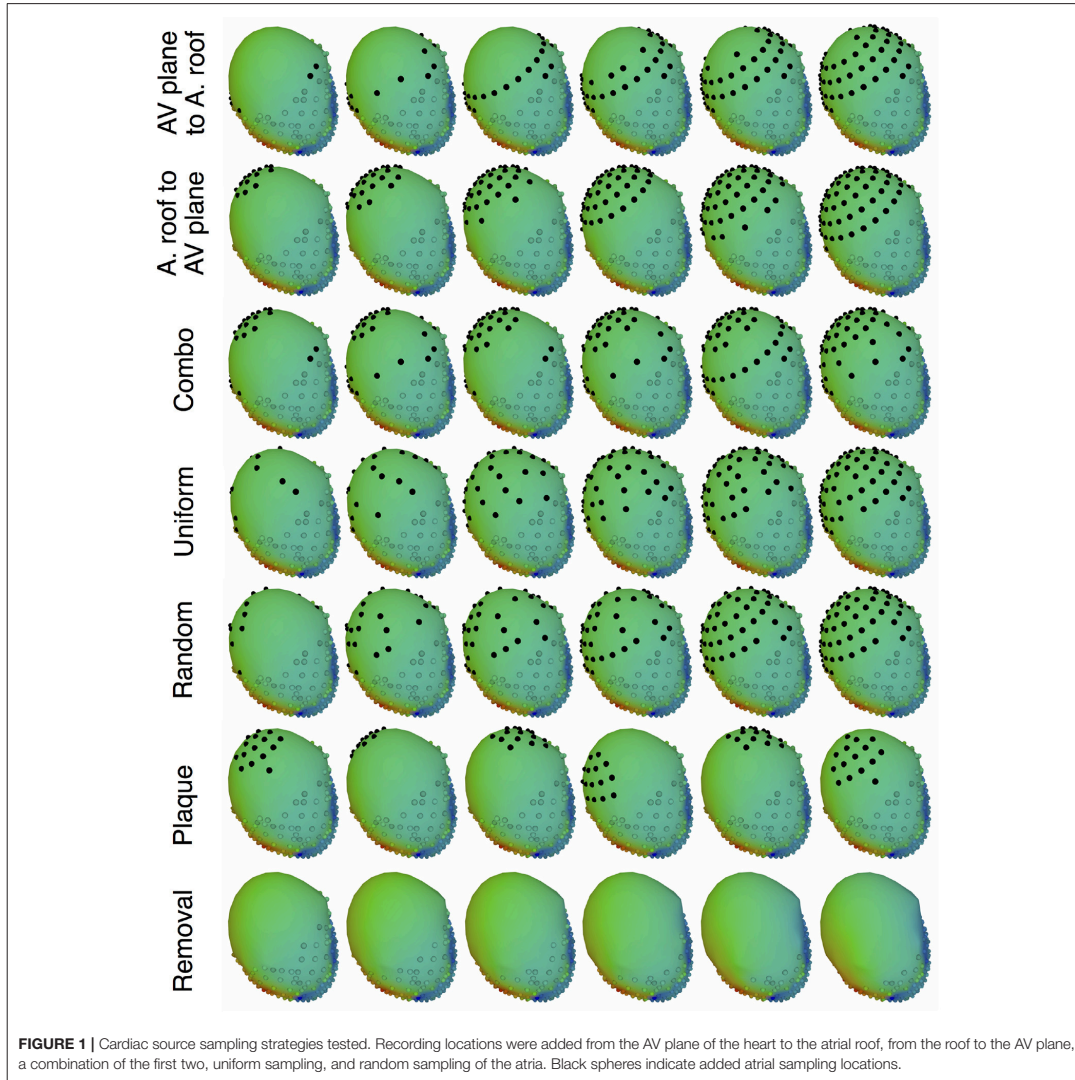 AV plane
to A. roof
A. roof to
AV plane
Combo
Uniform
Random
Plaque
Removal
FIGURE 1 | Cardiac source sampling strategies tested. Recording locations were added from the AV plane of the heart to the atrial roof, from the roof to the AV plane,
a combination of the first two, uniform sampling, and random sampling of the atria. Black spheres indicate added atrial sampling locations.